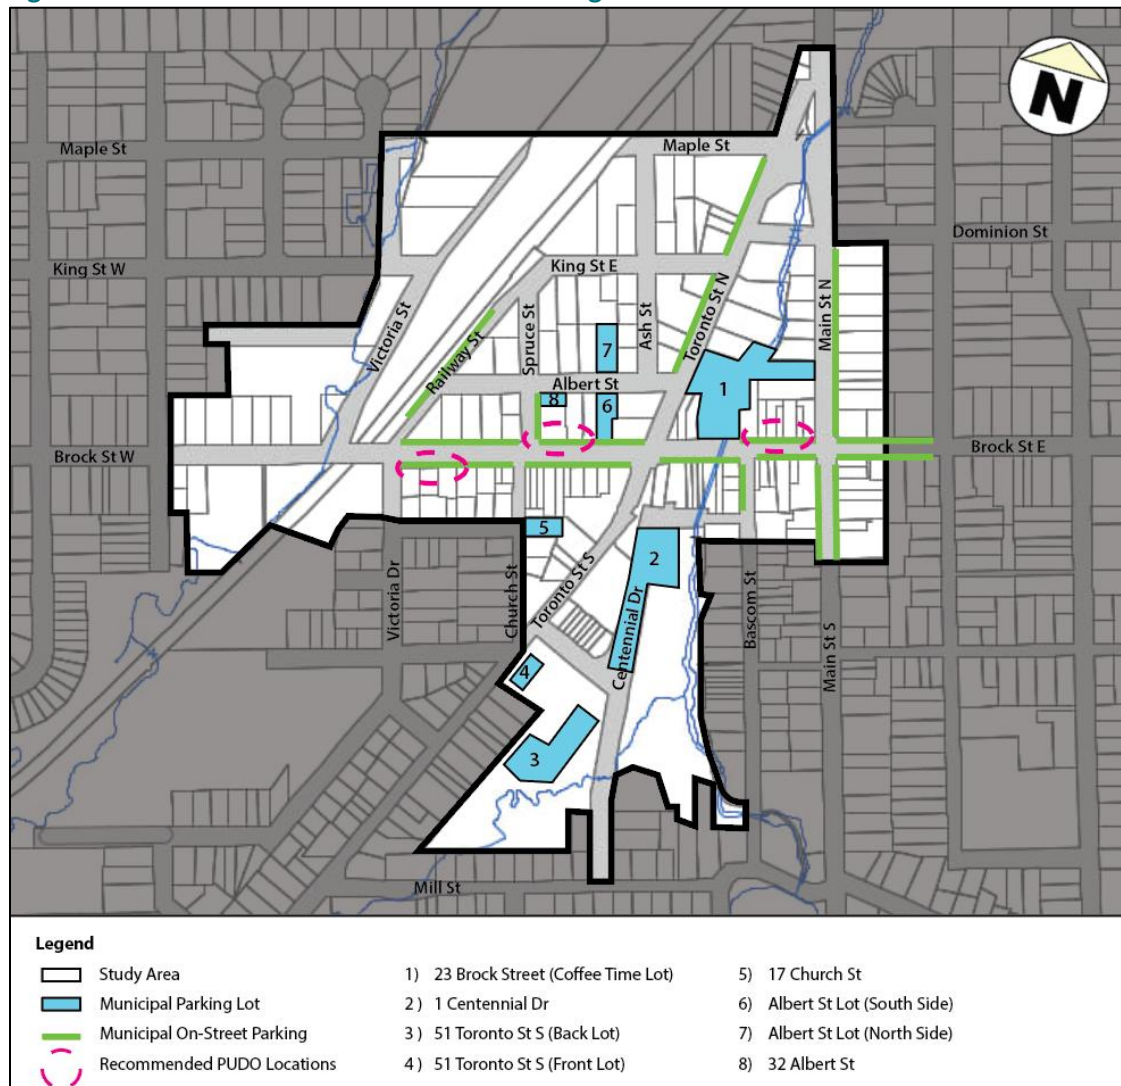 N
Maple St
Maple St
Dominion St
King St W
King St E
Victoria St
Railway St
Spruce St
Ash St
Toronto St N
Main St N
7
Albert St
1
8
6
Brock St W
Brock St E
5
2
Victoria Dr
Church St
Toronto St S
Centennial Dr
Bascom St
Main St S
4
3
Mill St
Legend
Study Area
Municipal Parking Lot
Municipal On-Street Parking
Recommended PUDO Locations
1) 23 Brock Street (Coffee Time Lot)
2 ) 1 Centennial Dr
3 ) 51 Toronto St S (Back Lot)
4 ) 51 Toronto St S (Front Lot)
5) 17 Church St
6) Albert St Lot (South Side)
7) Albert St Lot (North Side)
8) 32 Albert St